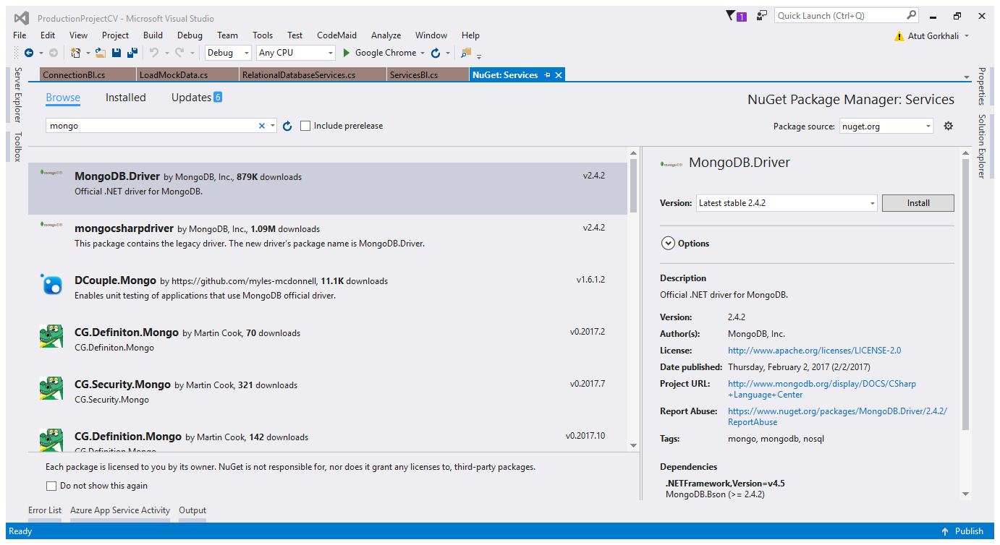 ProductionProjectCV - Microsoft Visual Studio
1
Quick Launch (Ctrl+Q)
File Edit View Project Build Debug Team Tools Test CodeMaid Analyze Window Help
Atut Gorkhali
Debug Any CPU Google Chrome
Server Explorer
Toolbox
ConnectionBI.cs LoadMockData.cs RelationalDatabaseServices.cs ServicesBI.cs NuGet: Services
Properties
Solution Explorer
Browse Installed Updates 6
NuGet Package Manager: Services
mongo
Include prerelease
Package source: nuget.org
mongoDB
MongoDB.Driver by MongoDB, Inc., 879K downloads v2.4.2
Official .NET driver for MongoDB.
mongoDB
mongocsharpdriver by MongoDB, Inc., 1.09M downloads v2.4.2
This package contains the legacy driver. The new driver's package name is MongoDB.Driver.
DCouple.Mongo by https://github.com/myles-mcdonnell, 11.1K downloads v1.6.1.2
Enables unit testing of applications that use MongoDB official driver.
CG.Definiton.Mongo by Martin Cook, 70 downloads v0.2017.2
CG.Definiton.Mongo
CG.Security.Mongo by Martin Cook, 321 downloads v0.2017.7
CG.Security.Mongo
CG.Definition.Mongo by Martin Cook, 142 downloads v0.2017.10
CG.Definition.Mongo
Each package is licensed to you by its owner. NuGet is not responsible for, nor does it grant any licenses to, third-party packages.
Do not show this again
mongoDB
MongoDB.Driver
Version: Latest stable 2.4.2 Install
Options
Description
Official .NET driver for MongoDB.
Version: 2.4.2
Author(s): MongoDB, Inc.
License: http://www.apache.org/licenses/LICENSE-2.0
Date published: Thursday, February 2, 2017 (2/2/2017)
Project URL: http://www.mongodb.org/display/DOCS/CSharp
+Language+Center
Report Abuse: https://www.nuget.org/packages/MongoDB.Driver/2.4.2/
ReportAbuse
Tags: mongo, mongodb, nosql
Dependencies
.NETFramework,Version=v4.5
MongoDB.Bson (>= 2.4.2)
Error List Azure App Service Activity Output
Ready
Publish